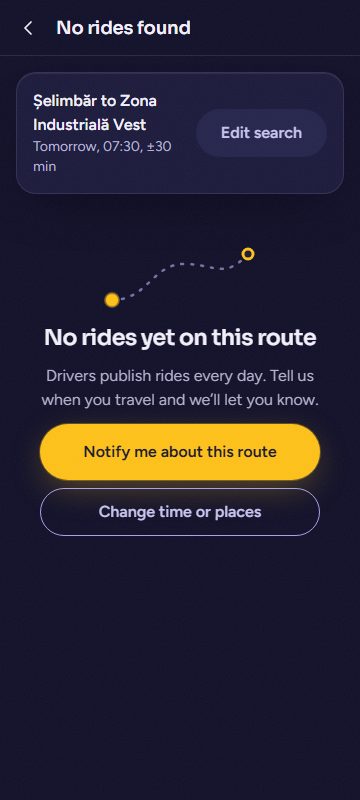 No rides found
Șelimbăr to Zona
Industrială Vest
Tomorrow, 07:30, ±30
min
Edit search
No rides yet on this route
Drivers publish rides every day. Tell us
when you travel and we’ll let you know.
Notify me about this route
Change time or places